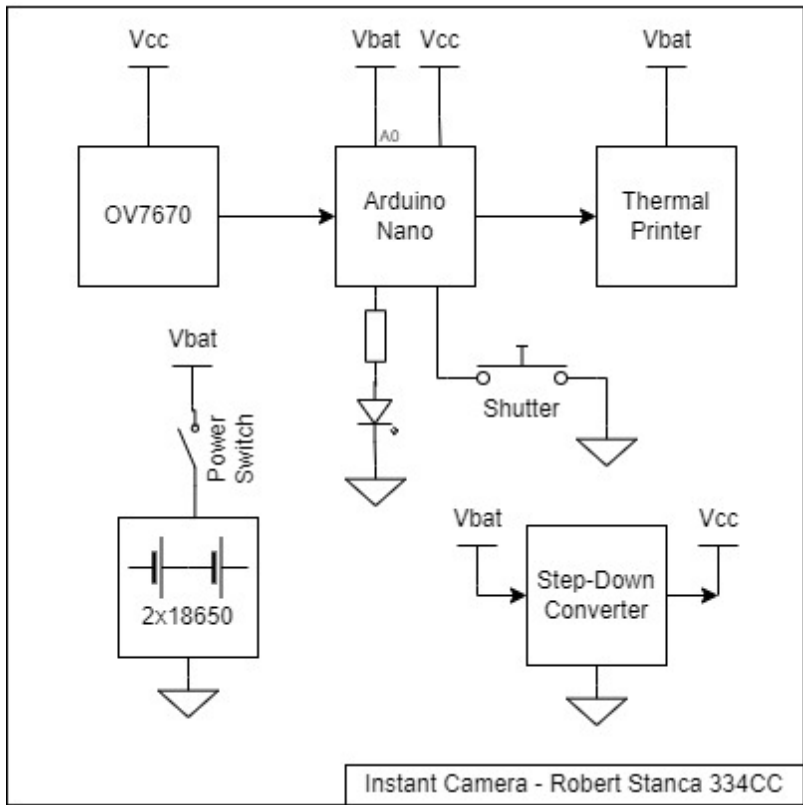 Vcc
Vbat
Vcc
Vbat
A0
OV7670
Arduino
Nano
Thermal
Printer
Vbat
Power
Switch
Shutter
2x18650
Vbat
Vcc
Step-Down
Converter
Instant Camera - Robert Stanca 334CC